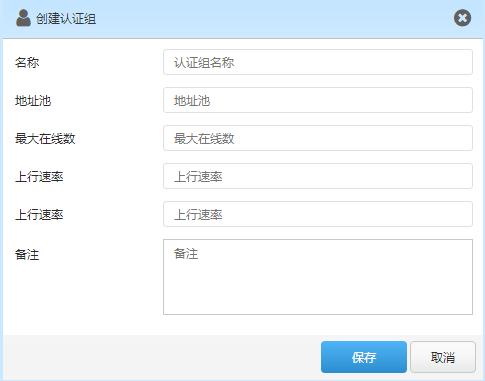 创建认证组
名称 认证组名称
地址池 地址池
最大在线数 最大在线数
上行速率 上行速率
上行速率 上行速率
备注 备注
保存 取消